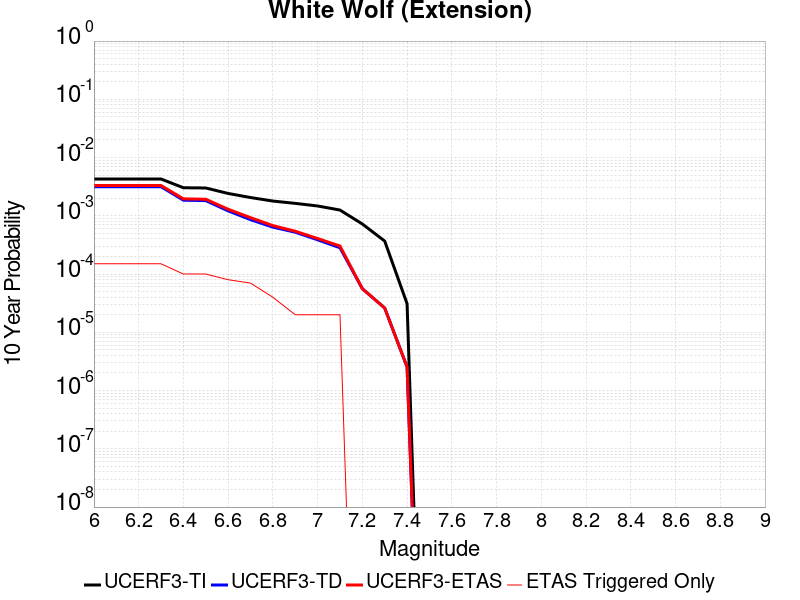 White Wolf (Extension)
10^0
10^-1
10^-2
10^-3
10^-4
10^-5
10^-6
10^-7
10^-8
10 Year Probability
6 6.2 6.4 6.6 6.8 7 7.2 7.4 7.6 7.8 8 8.2 8.4 8.6 8.8 9
Magnitude
UCERF3-TI UCERF3-TD UCERF3-ETAS ETAS Triggered Only